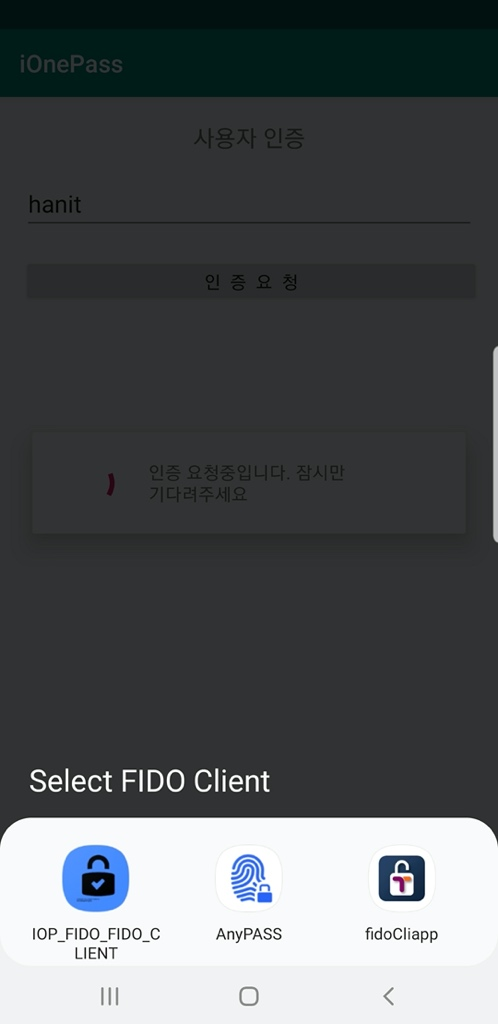 iOnePass
사용자 인증
hanit
인 증 요 청
인증 요청중입니다. 잠시만
기다려주세요
Select FIDO Client
IOP_FIDO_FIDO_C
LIENT
AnyPASS
fidoCliapp